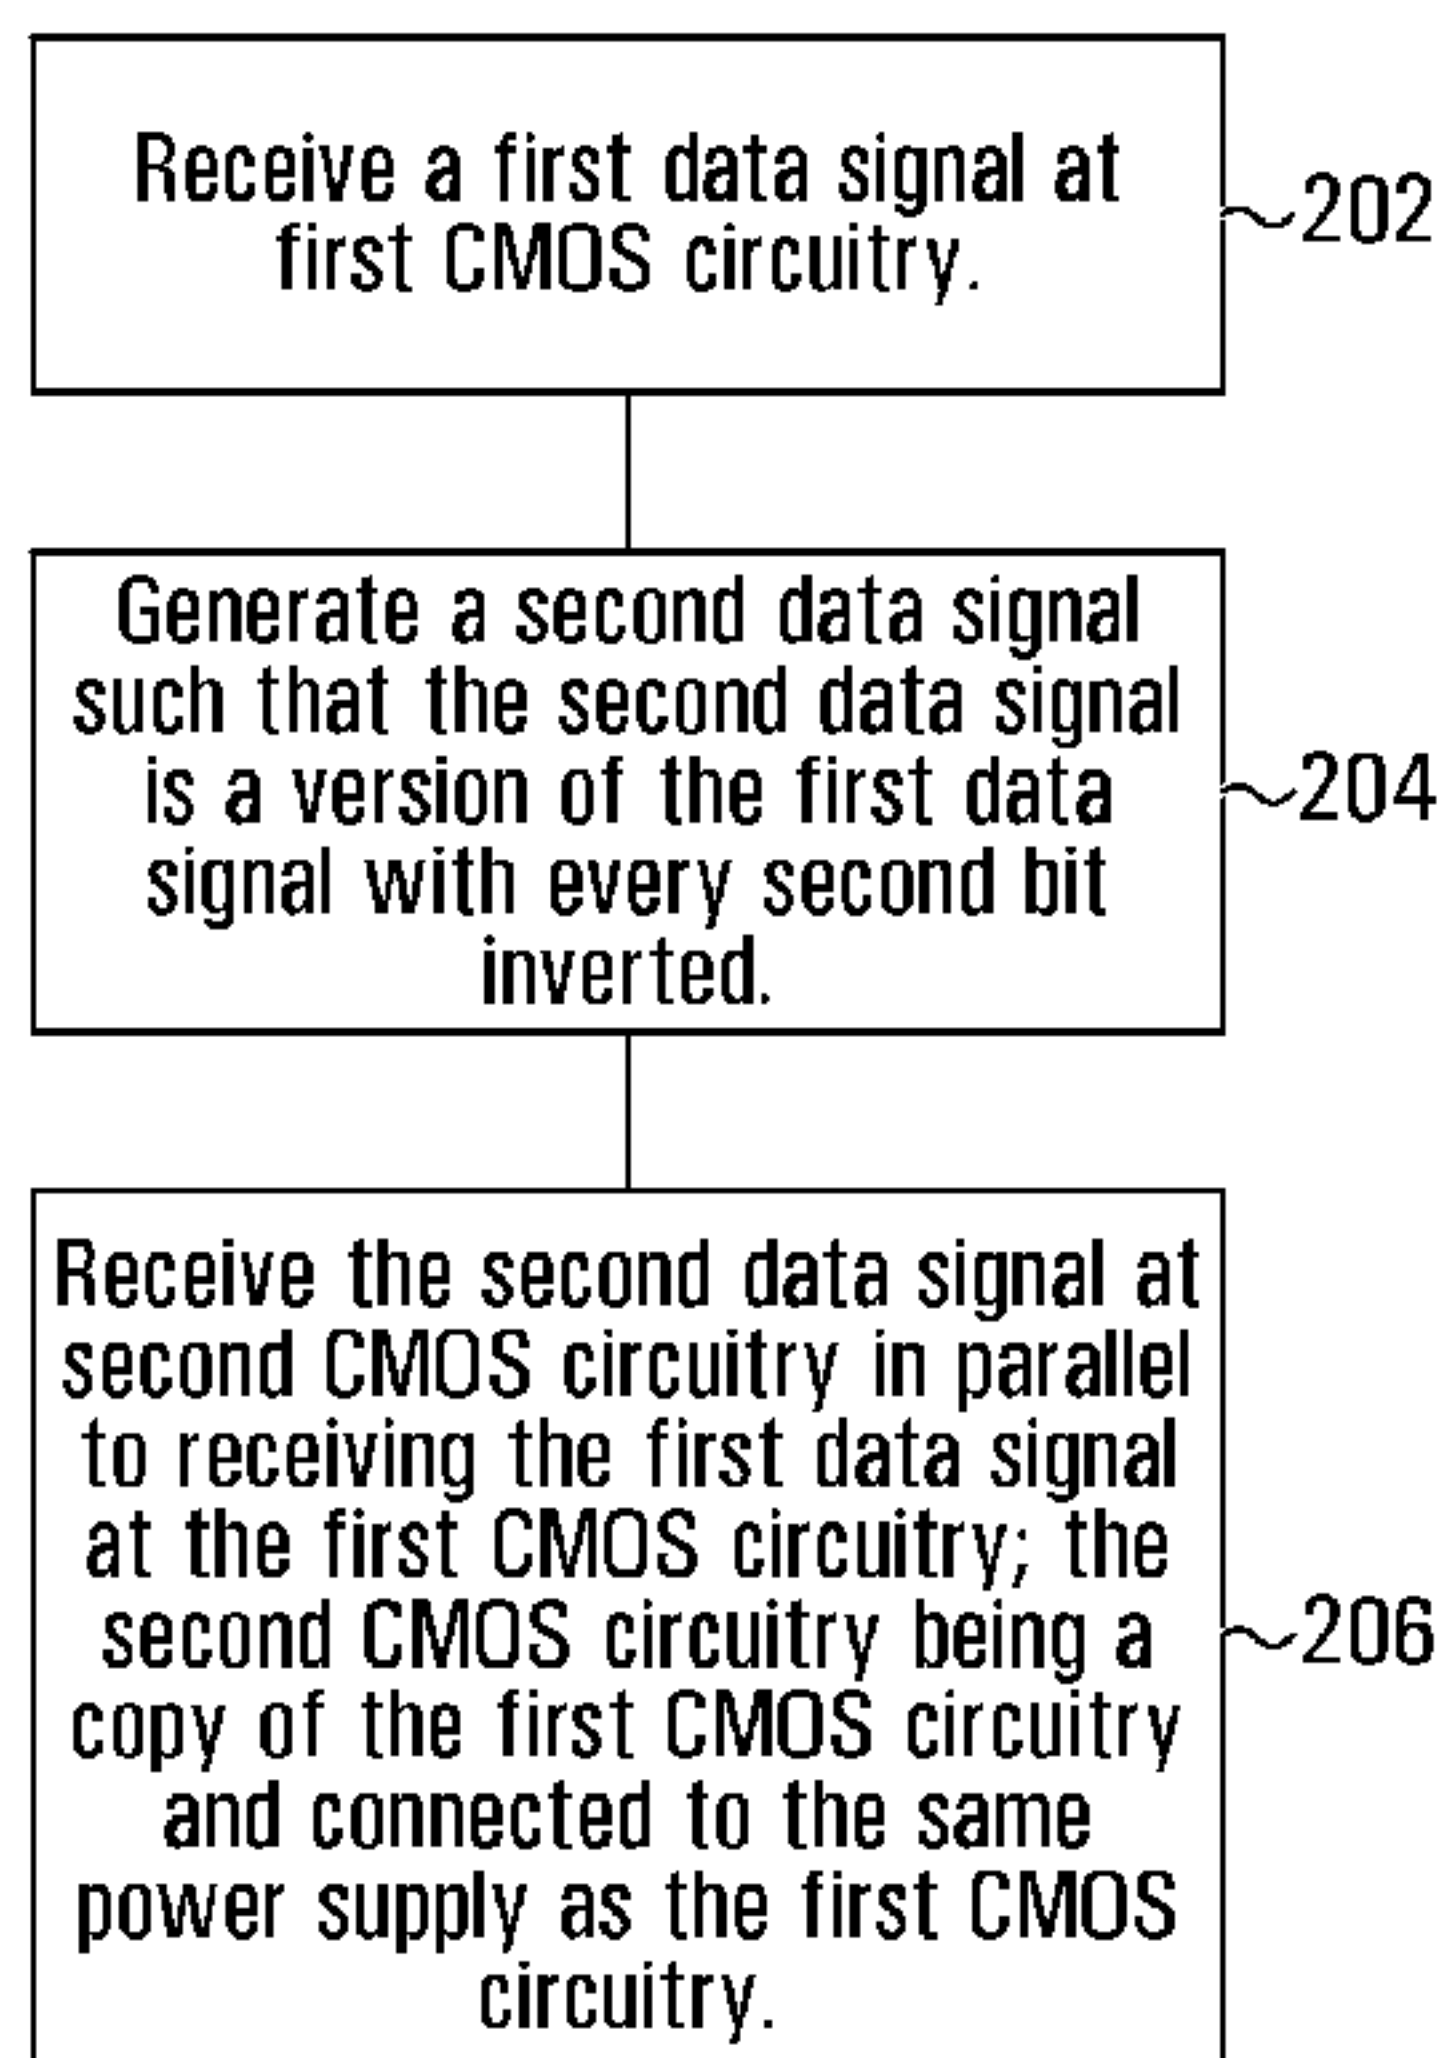 Receive a first data signal at
first CMOS circuitry.
202
Generate a second data signal
such that the second data signal
is a version of the first data
signal with every second bit
inverted.
204
Receive the second data signal at
second CMOS circuitry in parallel
to receiving the first data signal
at the first CMOS circuitry; the
second CMOS circuitry being a
copy of the first CMOS circuitry
and connected to the same
power supply as the first CMOS
circuitry.
206